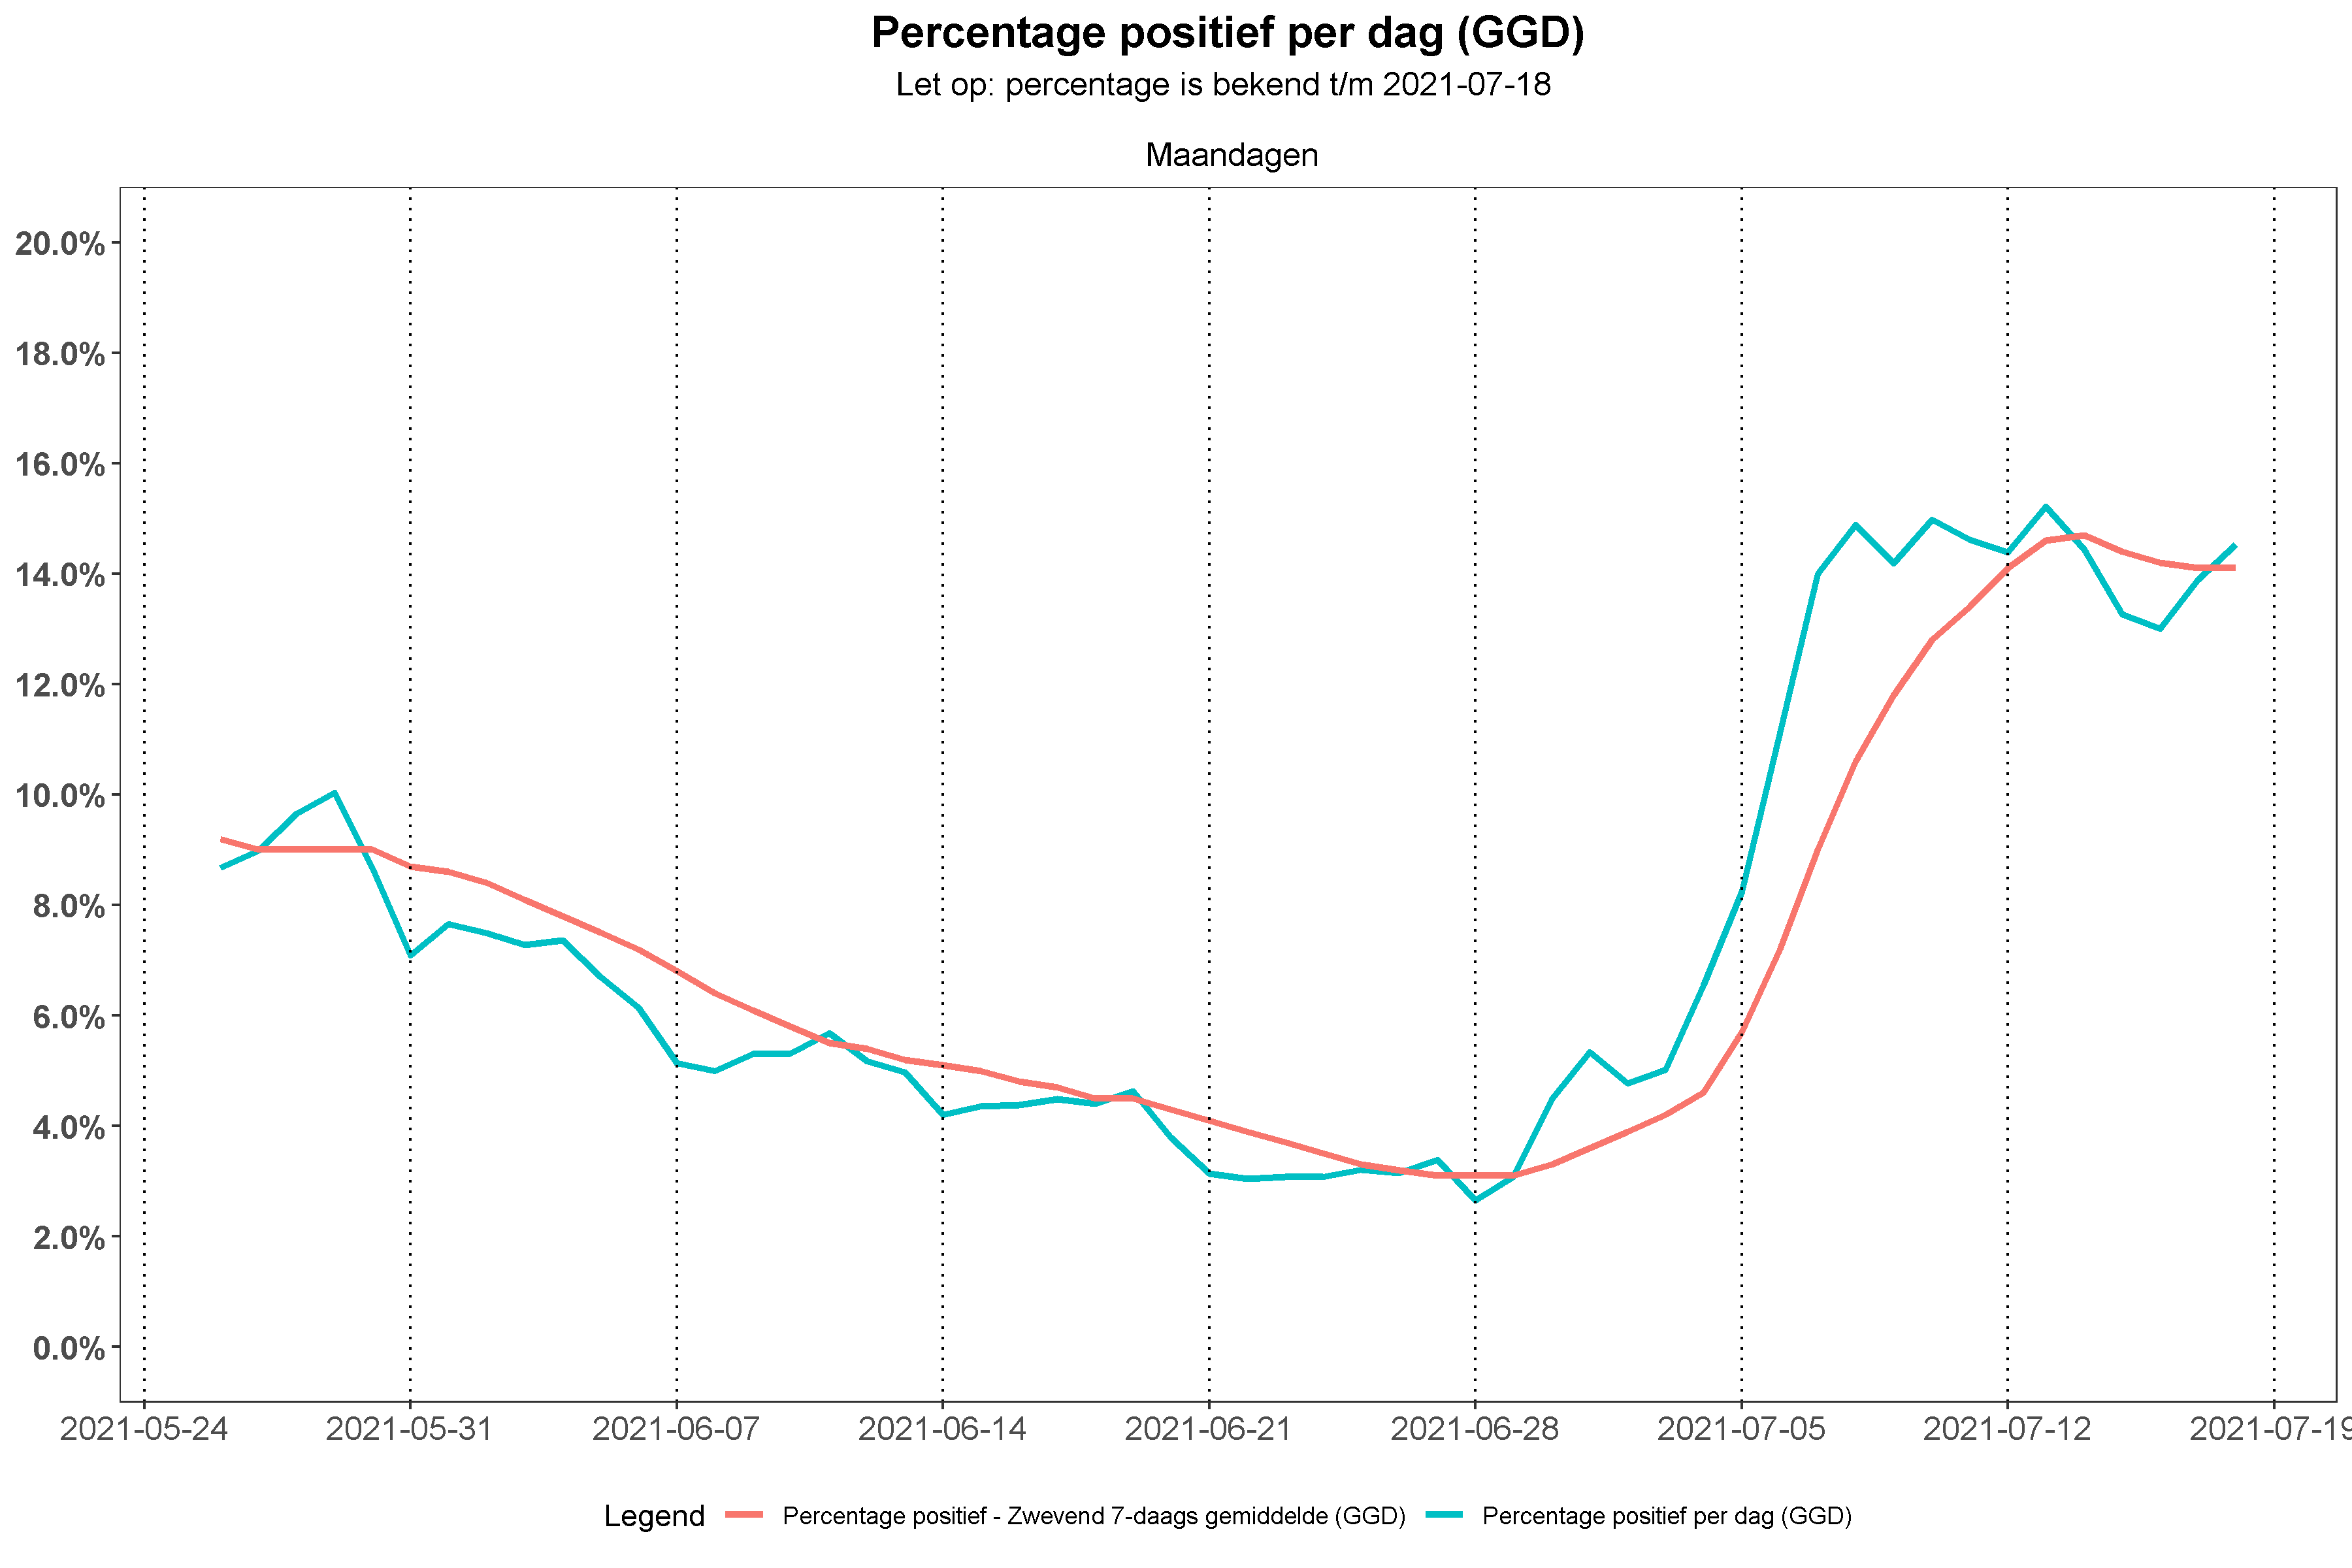 Percentage positief per dag (GGD)
Let op: percentage is bekend t/m 2021-07-18
Maandagen
20.0%
18.0%
16.0%
14.0%
12.0%
10.0%
8.0%
6.0%
4.0%
2.0%
0.0%
2021-05-24 2021-05-31 2021-06-07 2021-06-14 2021-06-21 2021-06-28 2021-07-05 2021-07-12 2021-07-19
Legend Percentage positief - Zwevend 7-daags gemiddelde (GGD) Percentage positief per dag (GGD)